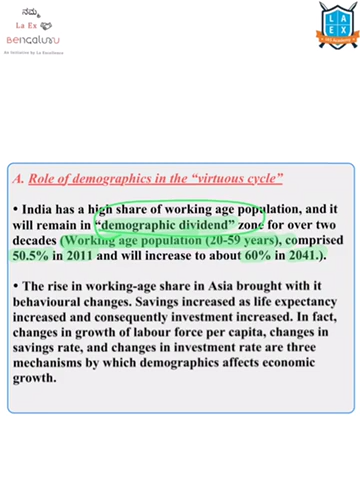 ನಮ್ಮ
La Ex
BENGALURU
An Initiative by La Excellence
LA
EX
A. Role of demographics in the “virtuous cycle”
• India has a high share of working age population, and it
will remain in “demographic dividend” zone for over two
decades (Working age population (20-59 years), comprised
50.5% in 2011 and will increase to about 60% in 2041.).
• The rise in working-age share in Asia brought with it
behavioural changes. Savings increased as life expectancy
increased and consequently investment increased. In fact,
changes in growth of labour force per capita, changes in
savings rate, and changes in investment rate are three
mechanisms by which demographics affects economic
growth.